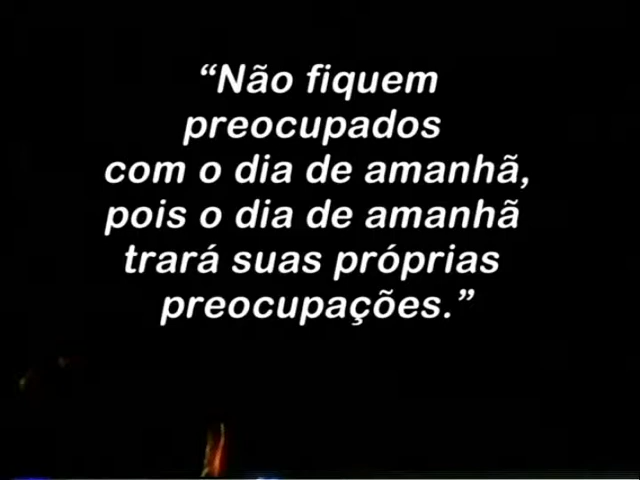 “Não fiquem
preocupados
com o dia de amanhã,
pois o dia de amanhã
trará suas próprias
preocupações.”